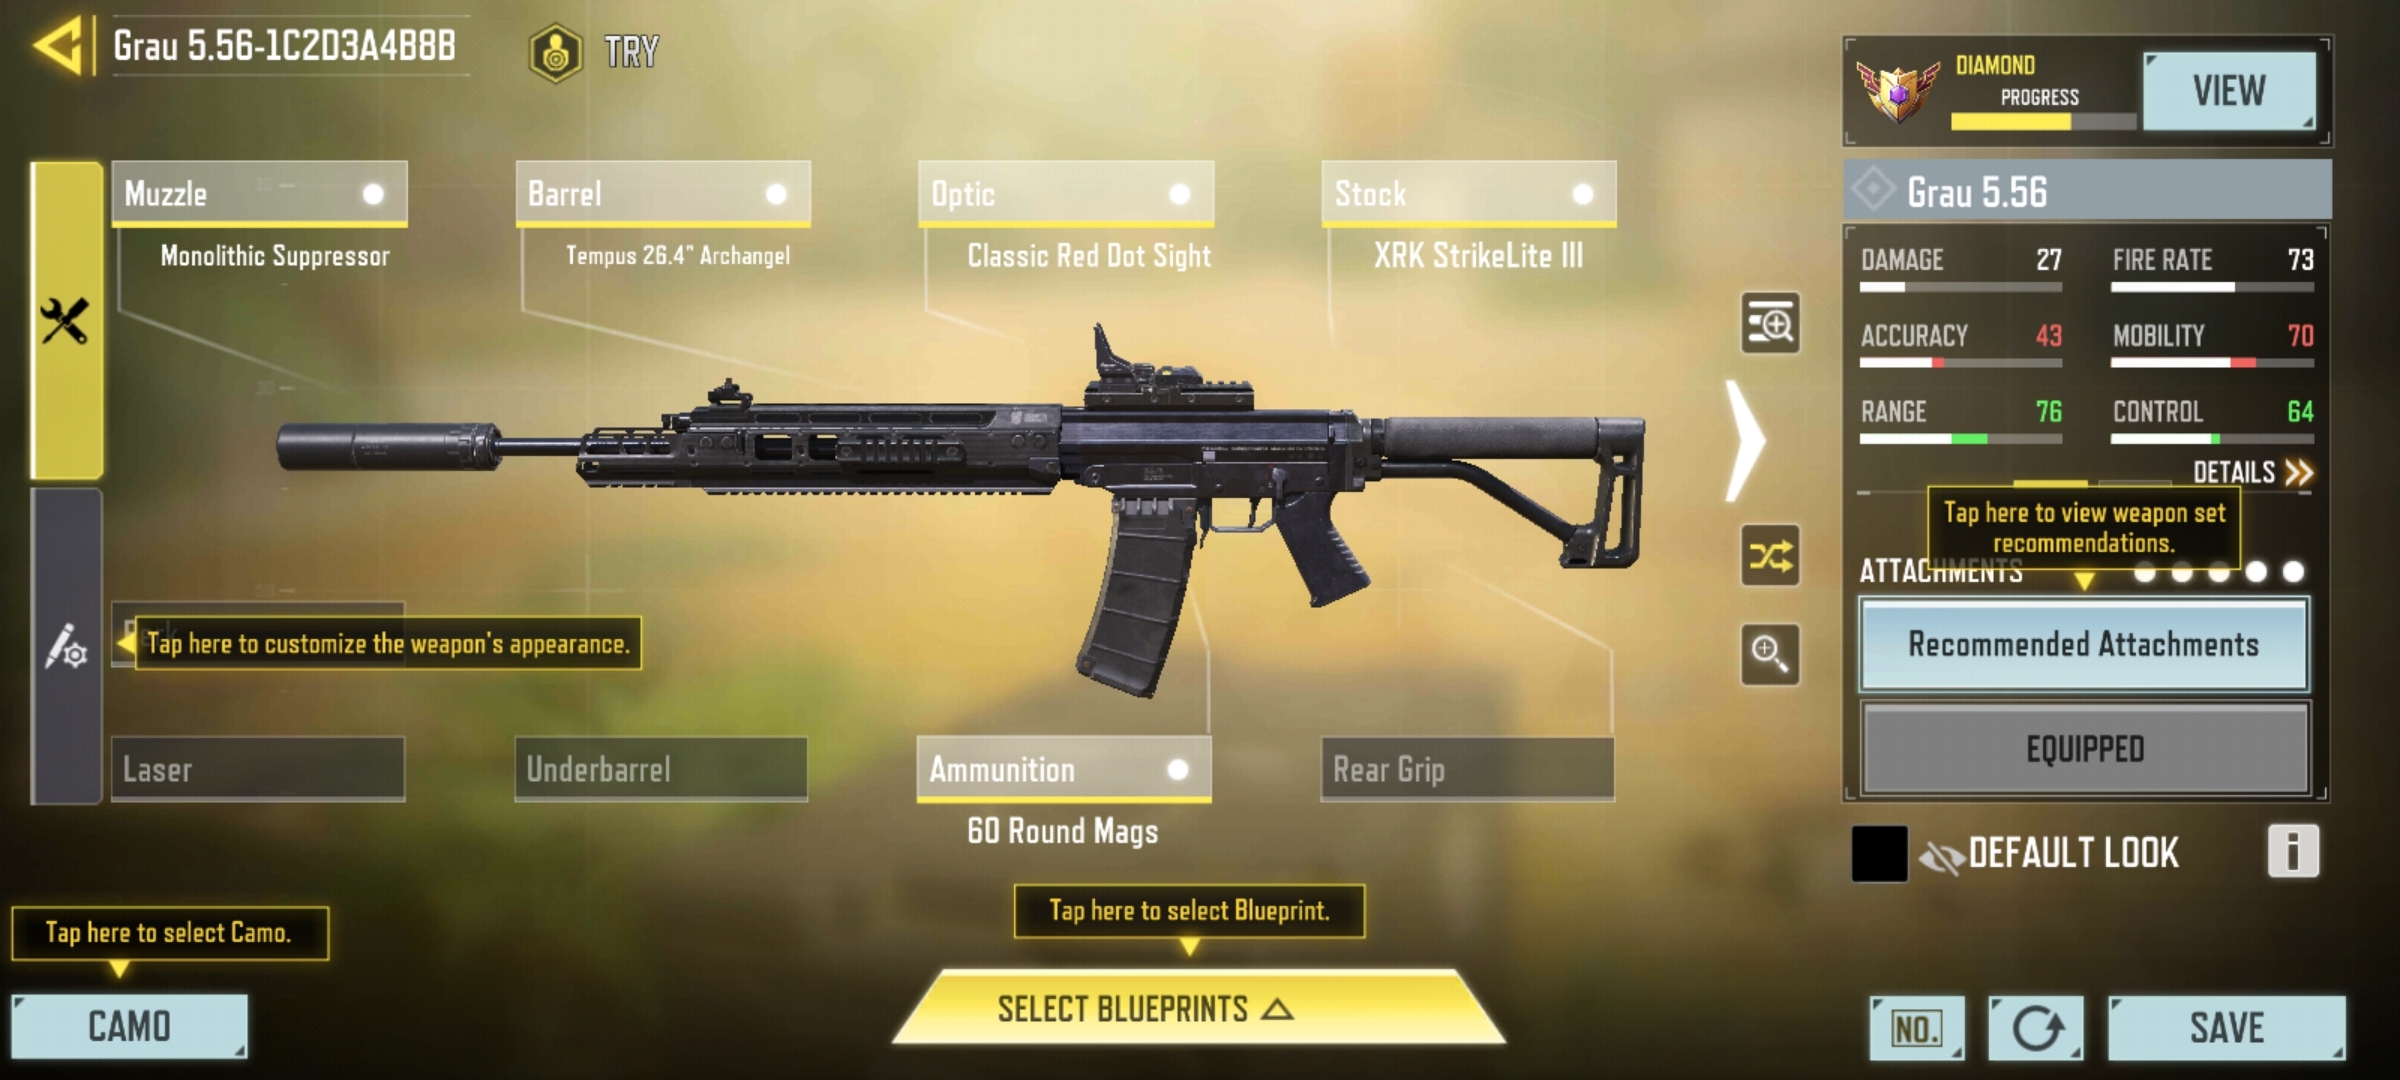 Grau 5.56-1C2D3A4B8B
TRY
DIAMOND
PROGRESS
VIEW
Muzzle
Monolithic Suppressor
Barrel
Tempus 26.4" Archangel
Optic
Classic Red Dot Sight
Stock
XRK StrikeLite III
Grau 5.56
DAMAGE 27
FIRE RATE 73
ACCURACY 43
MOBILITY 70
RANGE 76
CONTROL 64
DETAILS
Tap here to view weapon set
recommendations.
ATTACHMENTS
Recommended Attachments
EQUIPPED
Tap here to customize the weapon's appearance.
Laser
Underbarrel
Ammunition
60 Round Mags
Rear Grip
DEFAULT LOOK
i
Tap here to select Camo.
CAMO
Tap here to select Blueprint.
SELECT BLUEPRINTS
NO.
SAVE